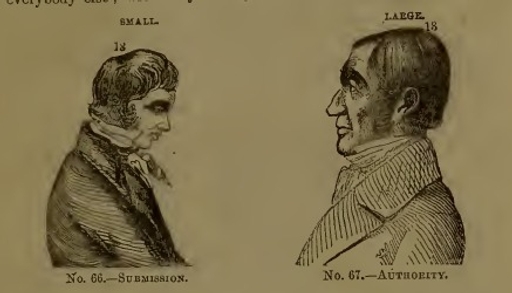 everybody else,
SMALL. LARGE.
13 13
No. 66.—Submission. No. 67.—Authority.